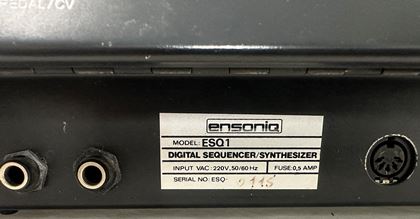 PEDAL/CV
ensoniq
MODEL: ESQ1
DIGITAL SEQUENCER/SYNTHESIZER
INPUT VAC: 220V, 50/60 Hz FUSE: 0,5 AMP
SERIAL NO: ESQ-